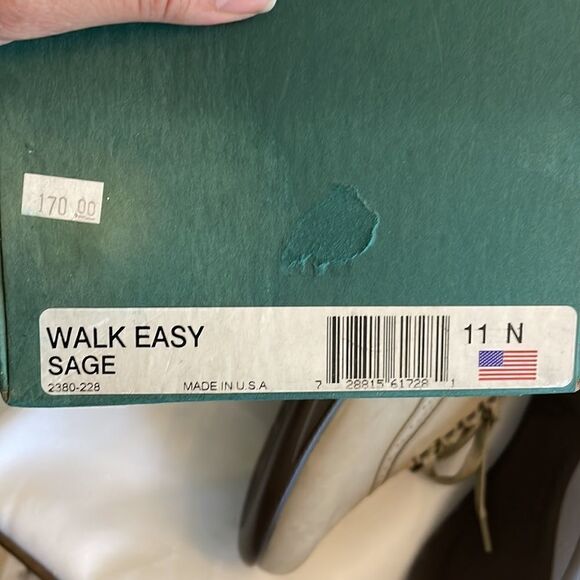 170.00
WALK EASY
SAGE
2380-228 MADE IN U.S.A
7 28815 61728 1
11 N